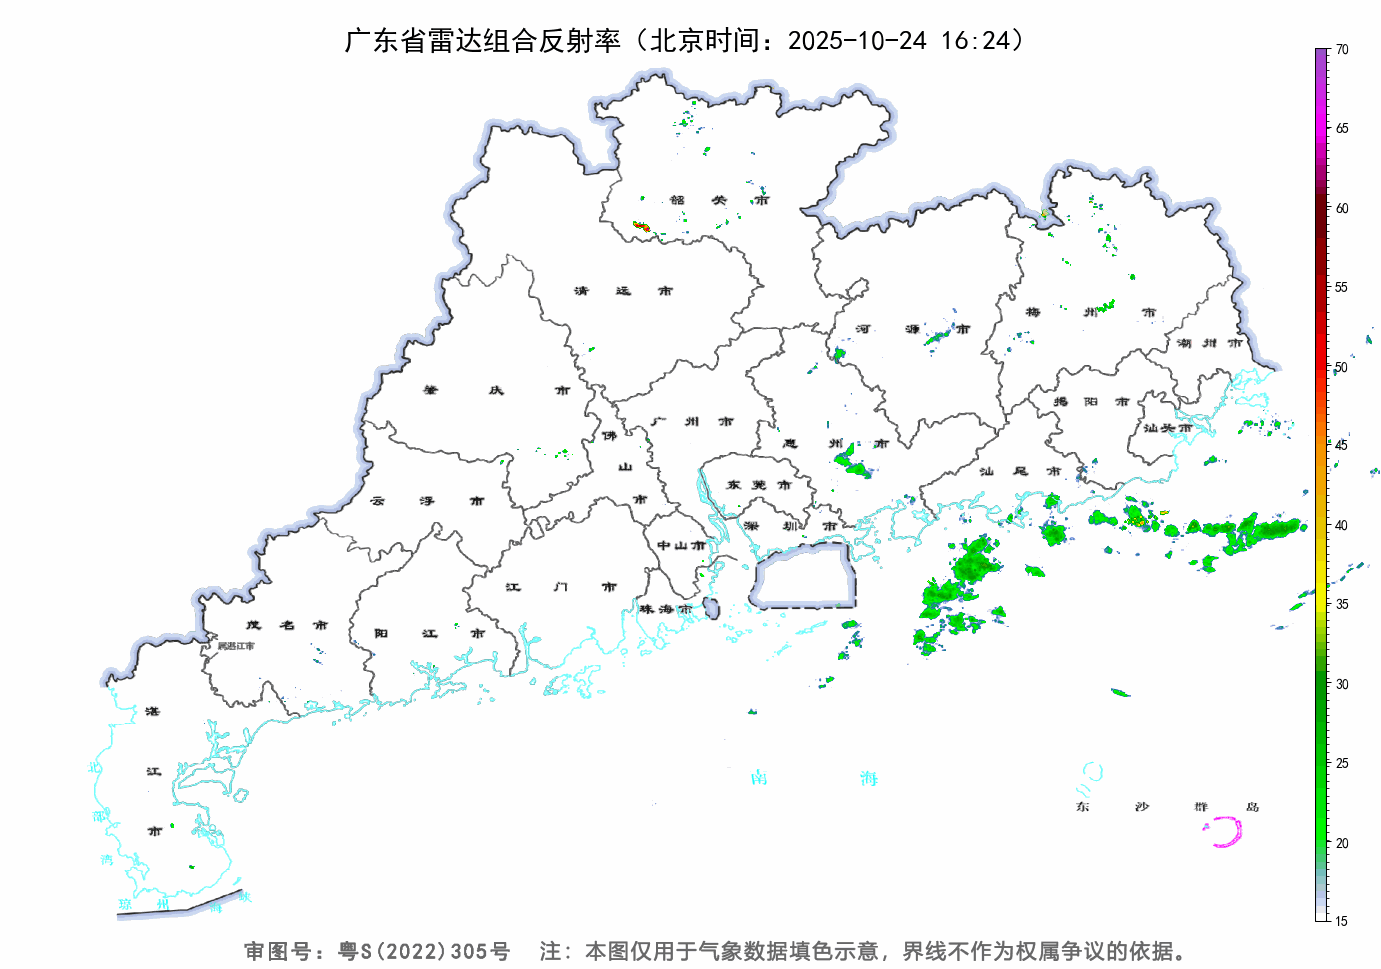 广东省雷达组合反射率（北京时间：2025-10-24 16:24）
70
65
60
55
50
45
40
35
30
25
20
15
韶关市
清远市
河源市
梅州市
潮州市
肇庆市
广州市
佛山市
惠州市
揭阳市
汕头市
云浮市
东莞市
汕尾市
深圳市
中山市
江门市
珠海市
茂名市
阳江市
属湛江市
湛江市
北部湾
南海
东沙群岛
琼州海峡
审图号：粤S(2022)305号 注：本图仅用于气象数据填色示意，界线不作为权属争议的依据。